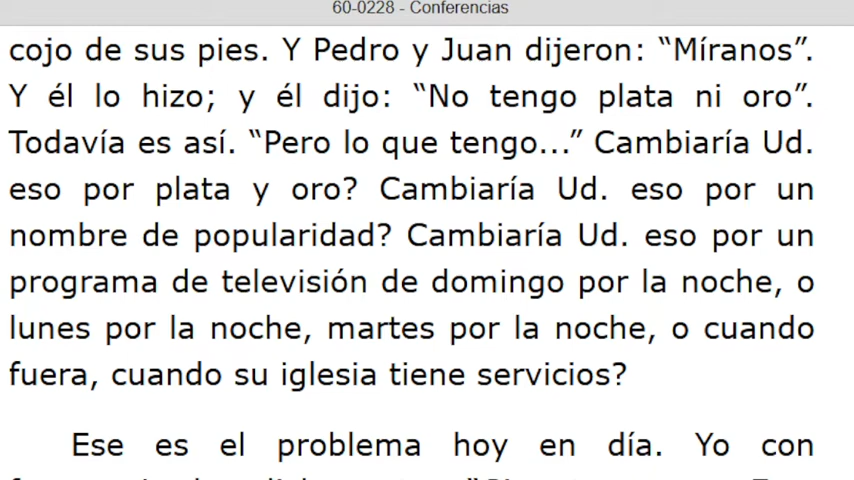 60-0228 - Conferencias
cojo de sus pies. Y Pedro y Juan dijeron: “Míranos”.
Y él lo hizo; y él dijo: “No tengo plata ni oro”.
Todavía es así. “Pero lo que tengo...” Cambiaría Ud.
eso por plata y oro? Cambiaría Ud. eso por un
nombre de popularidad? Cambiaría Ud. eso por un
programa de televisión de domingo por la noche, o
lunes por la noche, martes por la noche, o cuando
fuera, cuando su iglesia tiene servicios?
Ese es el problema hoy en día. Yo con